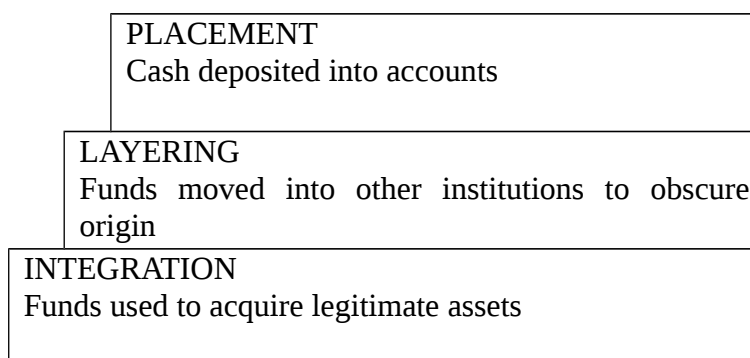 PLACEMENT
Cash deposited into accounts
LAYERING
Funds moved into other institutions to obscure
origin
INTEGRATION
Funds used to acquire legitimate assets